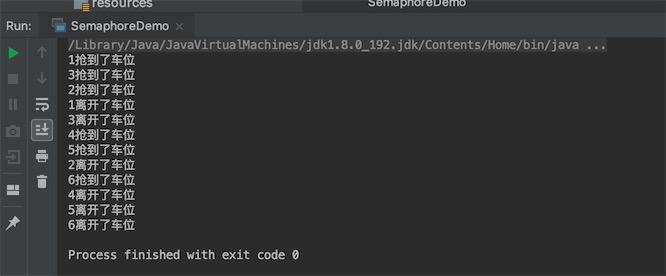 resources
SemaphoreDemo
Run: SemaphoreDemo
/Library/Java/JavaVirtualMachines/jdk1.8.0_192.jdk/Contents/Home/bin/java ...
1抢到了车位
3抢到了车位
2抢到了车位
1离开了车位
3离开了车位
4抢到了车位
5抢到了车位
2离开了车位
6抢到了车位
4离开了车位
5离开了车位
6离开了车位
Process finished with exit code 0